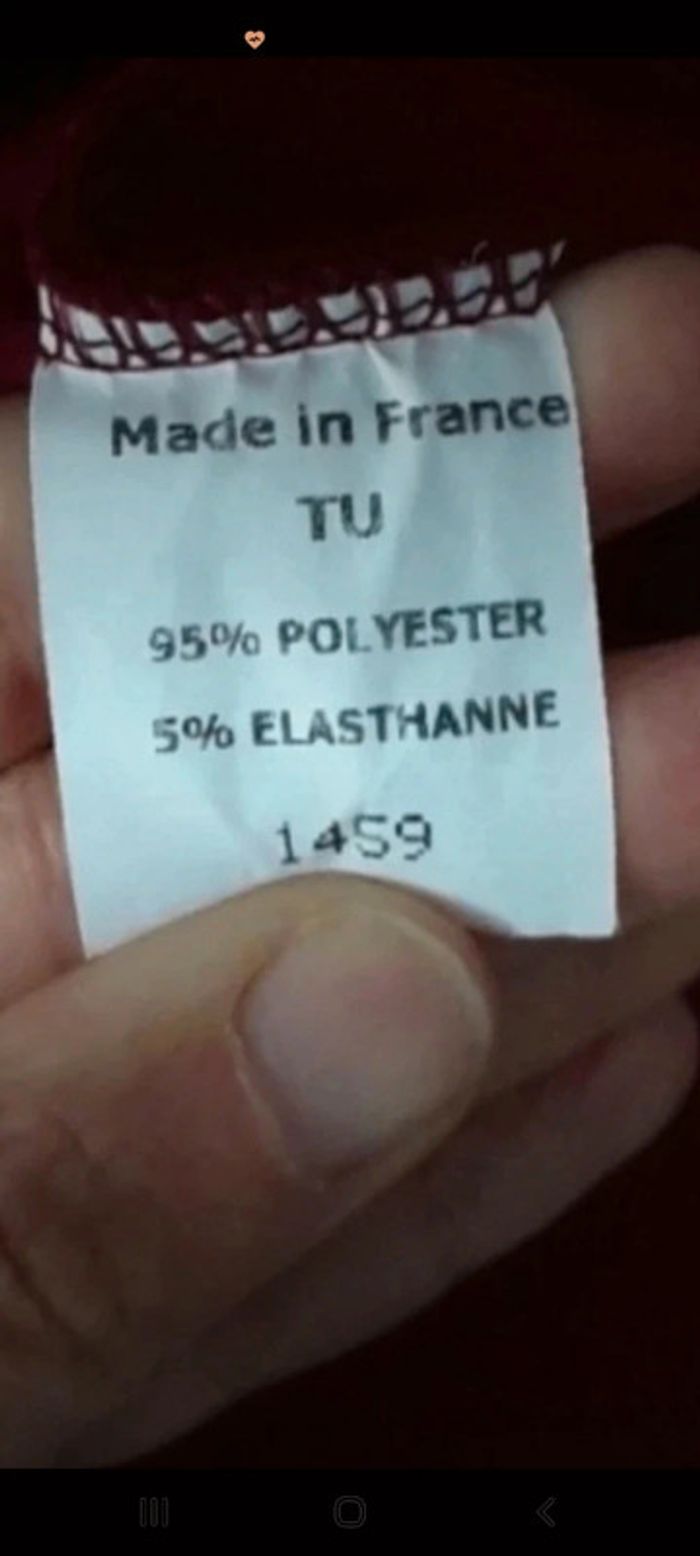 Made in France
TU
95% POLYESTER
5% ELASTHANNE
1459